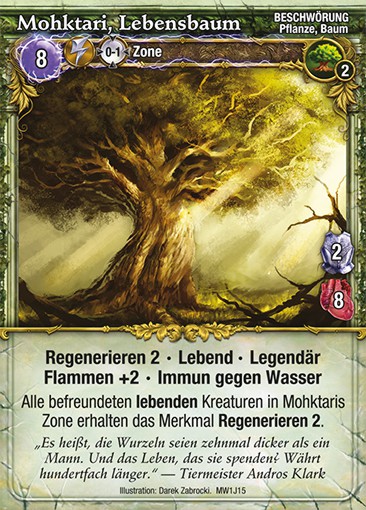 Mohktari, Lebensbaum
BESCHWÖRUNG
Pflanze, Baum
8
0-1
Zone
2
2
8
Regenerieren 2 · Lebend · Legendär
Flammen +2 · Immun gegen Wasser
Alle befreundeten lebenden Kreaturen in Mohktaris
Zone erhalten das Merkmal Regenerieren 2.
„Es heißt, die Wurzeln seien zehnmal dicker als ein
Mann. Und das Leben, das sie spenden? Währt
hundertfach länger.“ — Tiermeister Andros Klark
Illustration: Darek Zabrocki. MW1J15